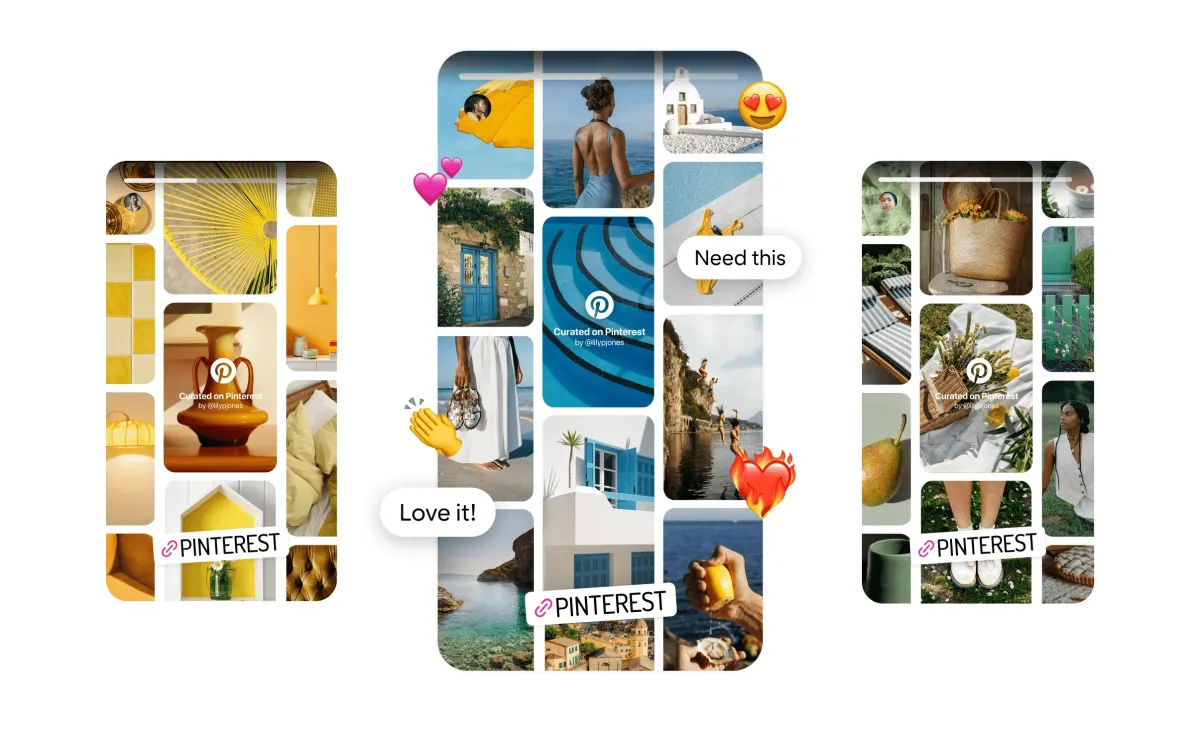 Curated on Pinterest
by @lilypjones
PINTEREST
Need this
Curated on Pinterest
by @lilypjones
Love it!
PINTEREST
Curated on Pinterest
by @lilypjones
PINTEREST